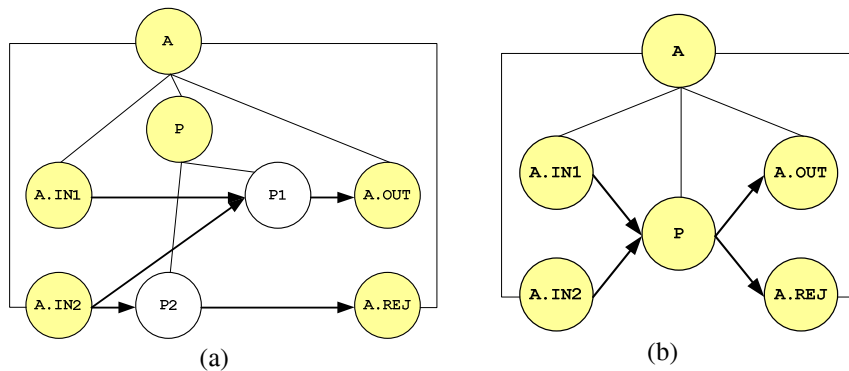 A
P
A.IN1
P1
A.OUT
A.IN2
P2
A.REJ
(a)
A
A.IN1
A.OUT
P
A.IN2
A.REJ
(b)